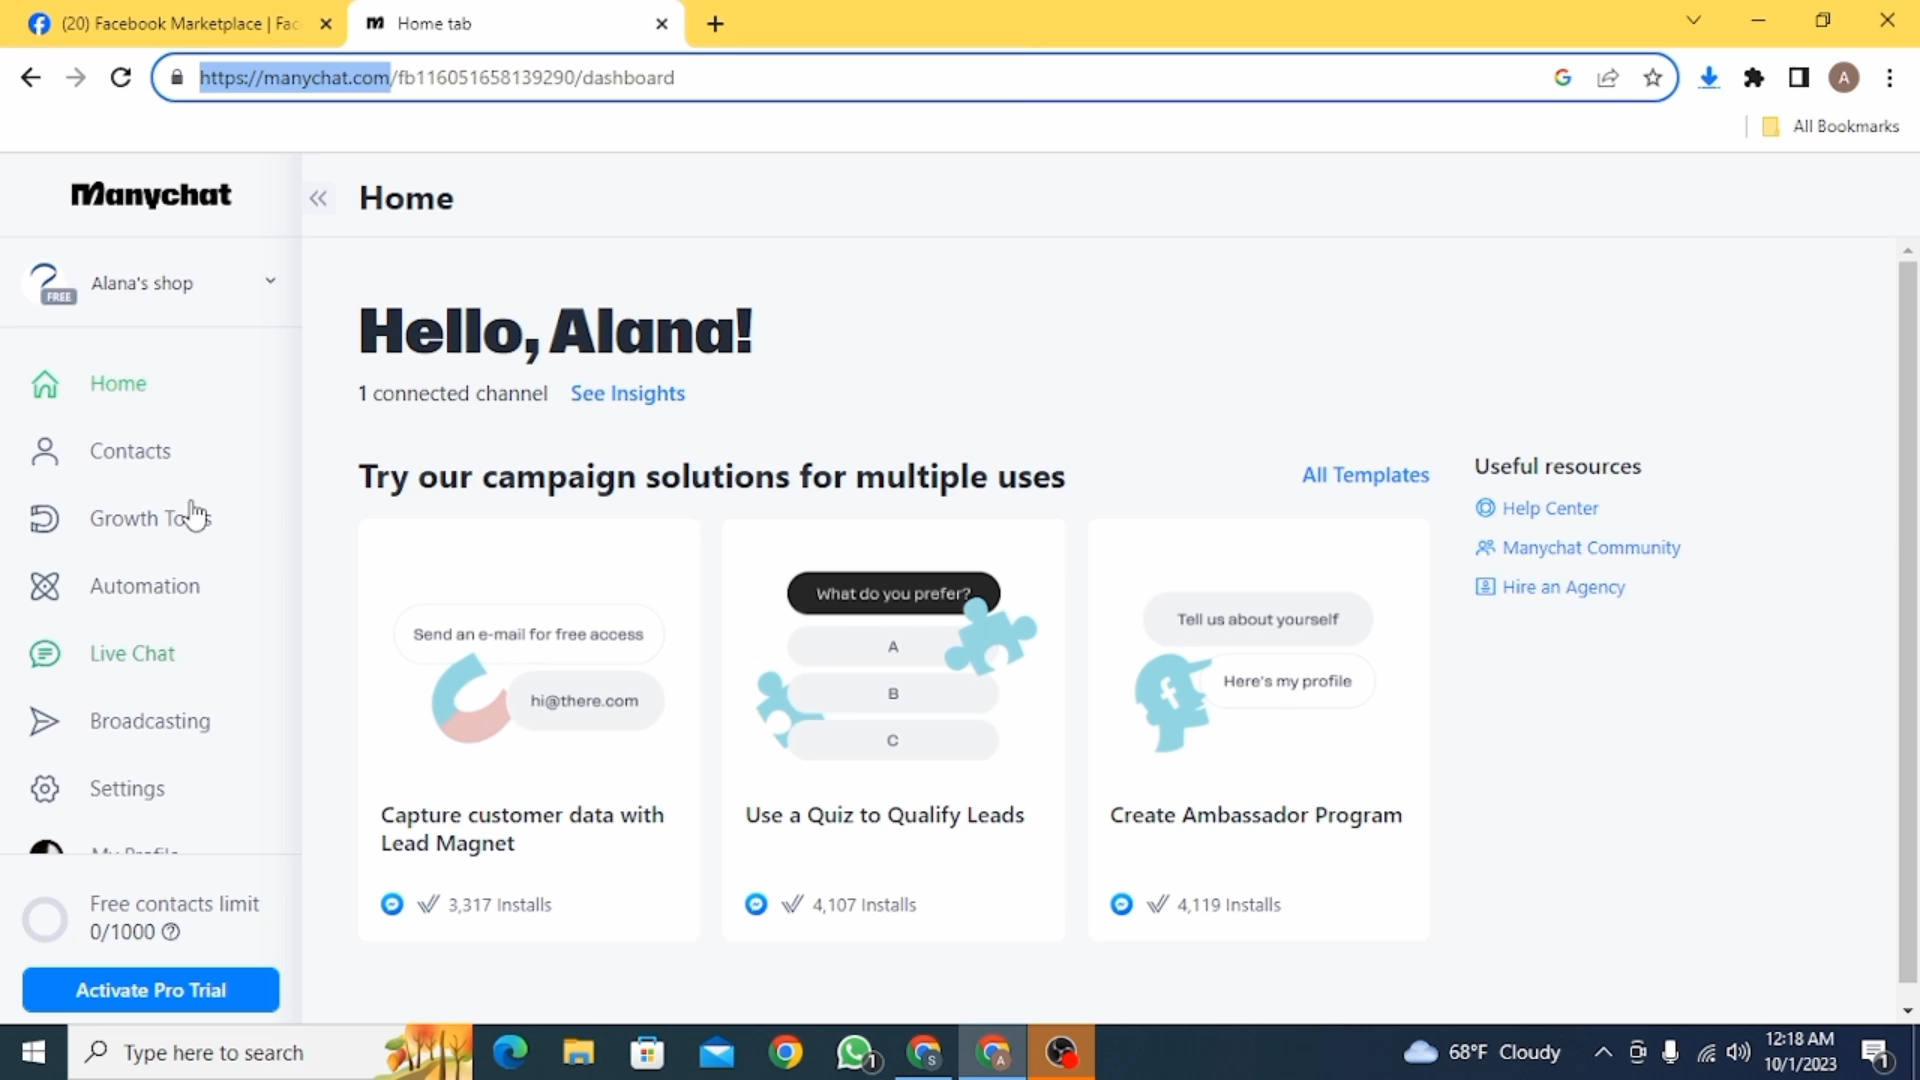 (20) Facebook Marketplace | Fac
Home tab
https://manychat.com/fb116051658139290/dashboard
G
A
All Bookmarks
Manychat
Home
FREE
Alana's shop
Hello, Alana!
1 connected channel See Insights
Home
Contacts
Growth
Automation
Live Chat
Broadcasting
Settings
My Profile
Try our campaign solutions for multiple uses
All Templates
Useful resources
Help Center
Manychat Community
Hire an Agency
Send an e-mail for free access
hi@there.com
What do you prefer?
A
B
C
Tell us about yourself
Here's my profile
Capture customer data with
Lead Magnet
3,317 Installs
Use a Quiz to Qualify Leads
4,107 Installs
Create Ambassador Program
4,119 Installs
Free contacts limit
0/1000
Activate Pro Trial
Type here to search
1
S
A
68°F Cloudy
12:18 AM
10/1/2023
1